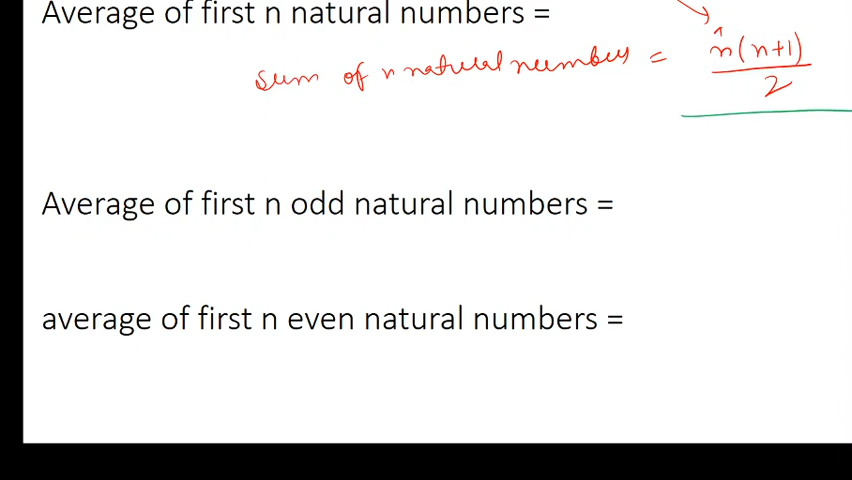 Average of first n natural numbers =
sum of n natural number = n(n+1)/2
Average of first n odd natural numbers =
average of first n even natural numbers =